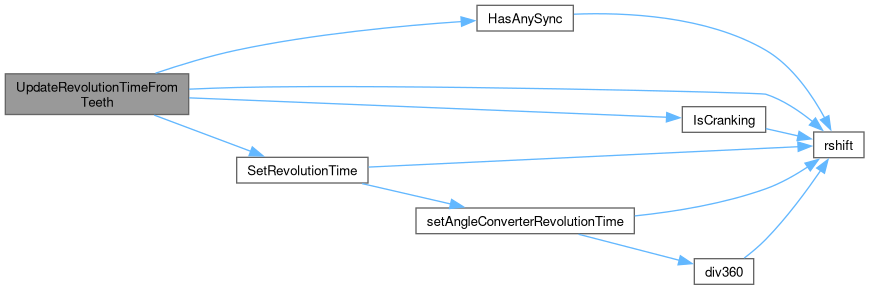 HasAnySync
UpdateRevolutionTimeFrom
Teeth
IsCranking
rshift
SetRevolutionTime
setAngleConverterRevolutionTime
div360